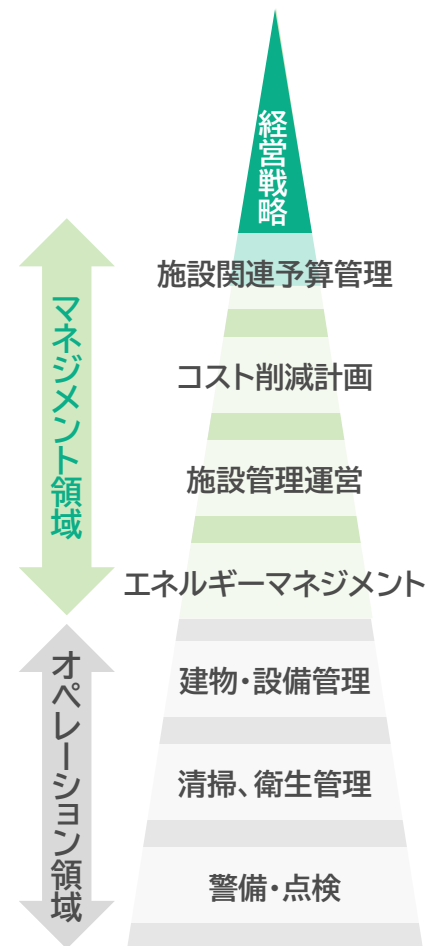 経営戦略
施設関連予算管理
コスト削減計画
施設管理運営
エネルギーマネジメント
マネジメント領域
建物・設備管理
清掃、衛生管理
警備・点検
オペレーション領域